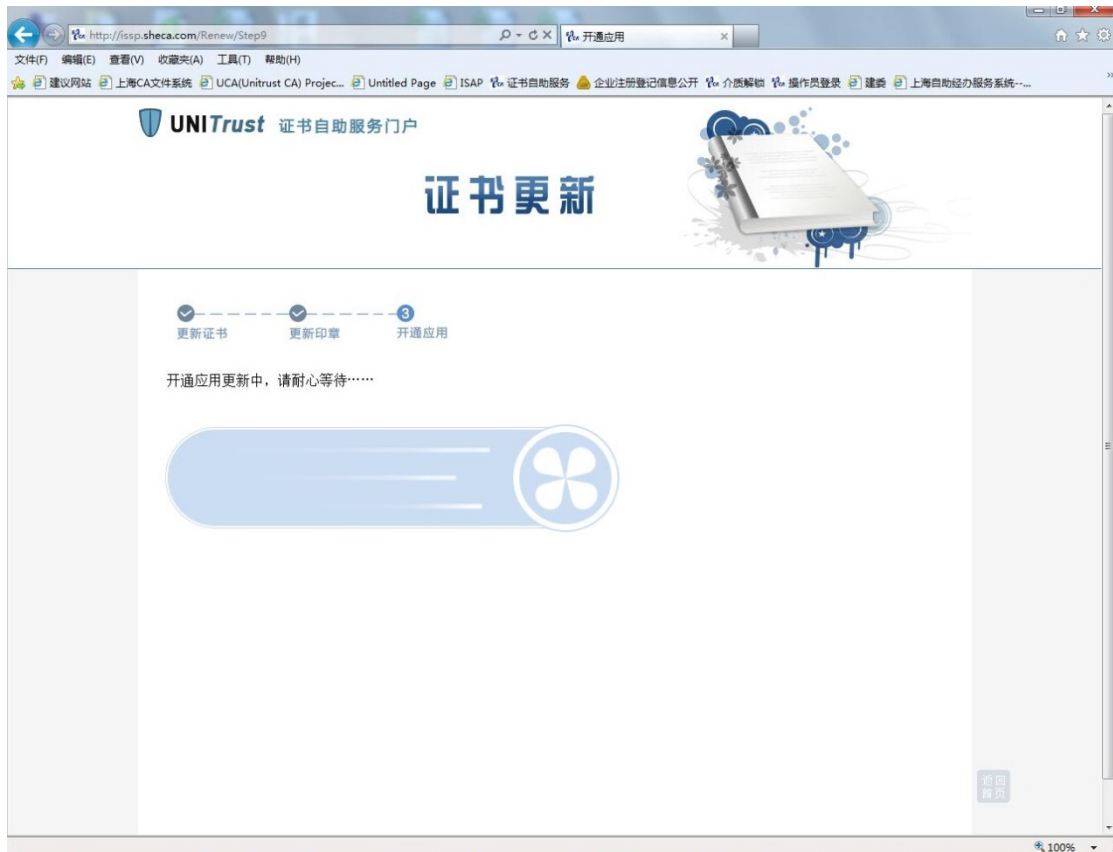 http://issp.sheca.com/Renew/Step9
开通应用
文件(F) 编辑(E) 查看(V) 收藏夹(A) 工具(T) 帮助(H)
建议网站 上海CA文件系统 UCA(Unitrust CA) Projec... Untitled Page ISAP 证书自助服务 企业注册登记信息公开 介质解锁 操作员登录 建委 上海自助经办服务系统--...
UNITrust 证书自助服务门户
证书更新
3
更新证书 更新印章 开通应用
开通应用更新中，请耐心等待……
返回
首页
100%